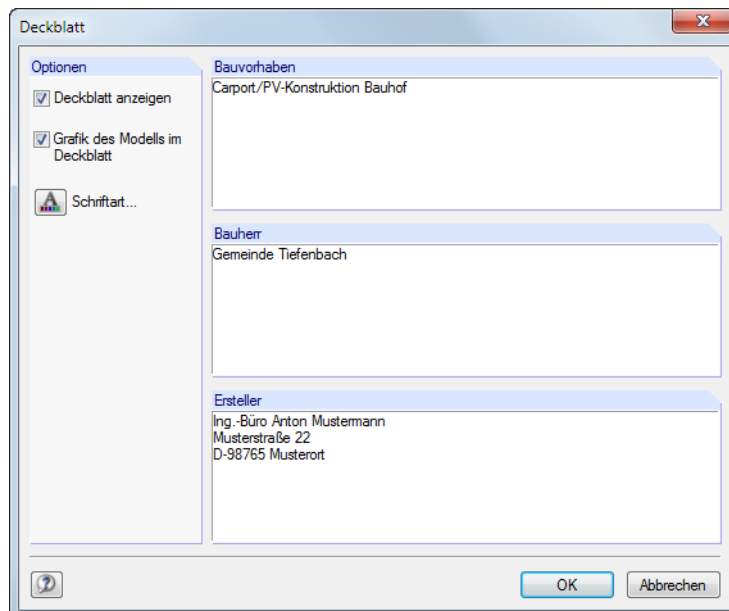 Deckblatt
Optionen
Deckblatt anzeigen
Grafik des Modells im
Deckblatt
Schriftart...
Bauvorhaben
Carport/PV-Konstruktion Bauhof
Bauherr
Gemeinde Tiefenbach
Ersteller
Ing.-Büro Anton Mustermann
Musterstraße 22
D-98765 Musterort
OK
Abbrechen